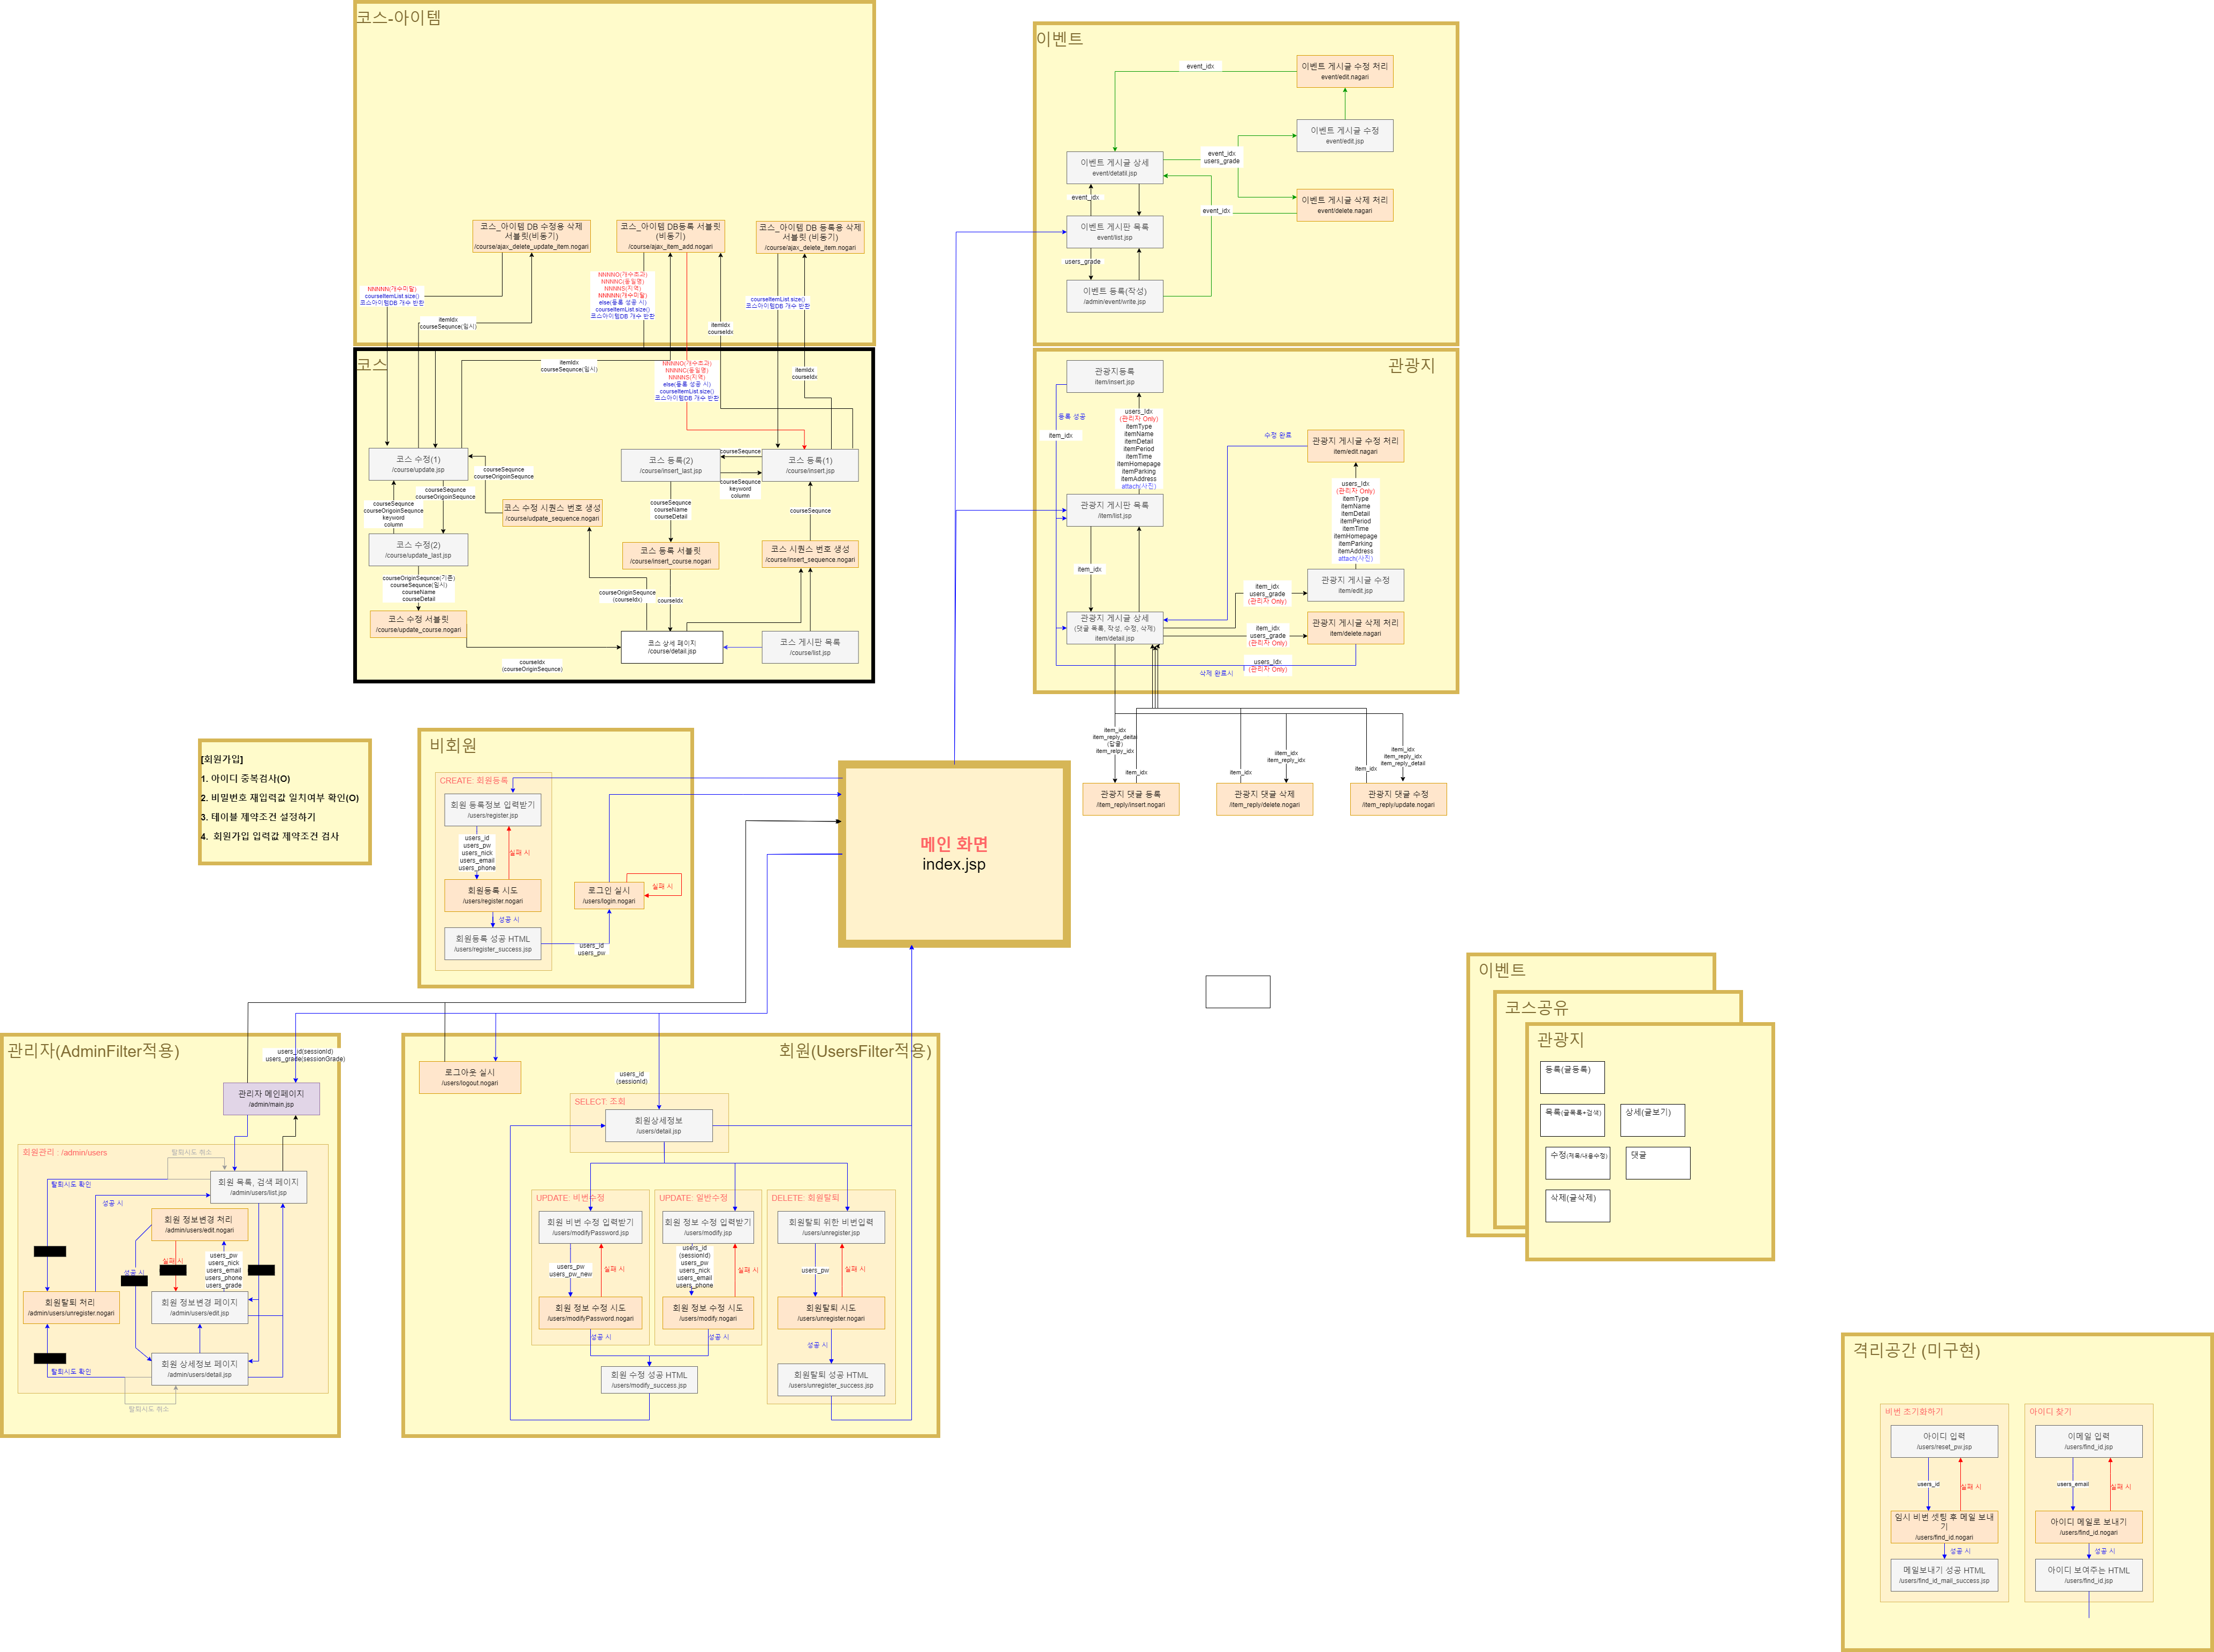 코스-아이템
코스_아이템 DB 수정용 삭제
서블릿(비동기)
/course/ajax_delete_update_item.nogari
코스_아이템 DB등록 서블릿
(비동기)
/course/ajax_item_add.nogari
코스_아이템 DB 등록용 삭제
서블릿 (비동기)
/course/ajax_delete_item.nogari
NNNNN(개수미달)
courseItemList size()
코스아이템DB 개수 반환
itemIdx
courseSequnce(임시)
NNNNO(개수초과)
NNNNC(동일명)
NNNNS(지역)
NNNNN(개수미달)
else(등록 성공 시)
courseItemList size()
코스아이템DB 개수 반환
itemIdx
courseIdx
courseItemList size()
코스아이템DB 개수 반환
코스
itemIdx
courseSequnce(임시)
NNNNO(개수초과)
NNNNC(동일명)
NNNNS(지역)
else(등록 성공 시)
courseItemList size()
코스아이템DB 개수 반환
itemIdx
courseIdx
코스 수정(1)
/course/update.jsp
courseSequnce
courseOrigoinSequnce
코스 등록(2)
/course/insert_last.jsp
courseSequnce
코스 등록(1)
/course/insert.jsp
courseSequnce
keyword
column
courseSequnce
courseOrigoinSequnce
courseSequnce
courseOrigoinSequnce
keyword
column
코스 수정 시퀀스 번호 생성
/course/udpate_sequence.nogari
courseSequnce
courseName
courseDetail
courseSequnce
코스 수정(2)
/course/update_last.jsp
코스 등록 서블릿
/course/insert_course.nogari
코스 시퀀스 번호 생성
/course/insert_sequence.nogari
courseOriginSequnce(기존)
courseSequnce(임시)
courseName
courseDetail
courseOriginSequnce
(courseIdx)
courseIdx
코스 수정 서블릿
/course/update_course.nogari
코스 상세 페이지
/course/detail.jsp
코스 게시판 목록
/course/list.jsp
courseIdx
(courseOriginSequnce)
이벤트
event_idx
이벤트 게시글 수정 처리
event/edit.nagari
이벤트 게시글 수정
event/edit.jsp
이벤트 게시글 상세
event/detatil.jsp
event_idx
users_grade
event_idx
이벤트 게시글 삭제 처리
event/delete.nagari
event_idx
이벤트 게시판 목록
event/list.jsp
users_grade
이벤트 등록(작성)
/admin/event/write.jsp
관광지
관광지등록
item/insert.jsp
등록 성공
item_idx
users_Idx
(관리자 Only)
itemType
itemName
itemDetail
itemPeriod
itemTime
itemHomepage
itemParking
itemAddress
attach(사진)
수정 완료
관광지 게시글 수정 처리
item/edit.nagari
users_Idx
(관리자 Only)
itemType
itemName
itemDetail
itemPeriod
itemTime
itemHomepage
itemParking
itemAddress
attach(사진)
관광지 게시판 목록
/item/list.jsp
item_idx
관광지 게시글 수정
item/edit.jsp
item_idx
users_grade
(관리자 Only)
관광지 게시글 상세
(댓글 목록, 작성, 수정, 삭제)
item/detail.jsp
관광지 게시글 삭제 처리
item/delete.nagari
item_idx
users_grade
(관리자 Only)
users_Idx
(관리자 Only)
삭제 완료시
item_idx
item_reply_deitai
(답글)
item_relpy_idx
item_idx
item_idx
iitem_idx
item_reply_idx
item_idx
item_idx
item_reply_idx
item_reply_detail
관광지 댓글 등록
/item_reply/insert.nogari
관광지 댓글 삭제
/item_reply/delete.nogari
관광지 댓글 수정
/item_reply/update.nogari
[회원가입]
1. 아이디 중복검사(O)
2. 비밀번호 재입력값 일치여부 확인(O)
3. 테이블 제약조건 설정하기
4. 회원가입 입력값 제약조건 검사
비회원
CREATE: 회원등록
회원 등록정보 입력받기
/users/register.jsp
users_id
users_pw
users_nick
users_email
users_phone
실패 시
회원등록 시도
/users/register.nogari
성공 시
회원등록 성공 HTML
/users/register_success.jsp
로그인 실시
/users/login.nogari
실패 시
users_id
users_pw
메인 화면
index.jsp
이벤트
코스공유
관광지
등록(글등록)
목록(글목록+검색)
상세(글보기)
수정(제목/내용수정)
댓글
삭제(글삭제)
관리자(AdminFilter적용)
users_id(sessionId)
users_grade(sessionGrade)
관리자 메인페이지
/admin/main.jsp
회원관리 : /admin/users
탈퇴시도 취소
회원 목록, 검색 페이지
/admin/users/list.jsp
탈퇴시도 확인
성공 시
회원 정보변경 처리
/admin/users/edit.nogari
실패 시
성공 시
users_pw
users_nick
users_email
users_phone
users_grade
회원탈퇴 처리
/admin/users/unregister.nogari
회원 정보변경 페이지
/admin/users/edit.jsp
회원 상세정보 페이지
/admin/users/detail.jsp
탈퇴시도 확인
탈퇴시도 취소
회원(UsersFilter적용)
로그아웃 실시
/users/logout.nogari
users_id
(sessionId)
SELECT: 조회
회원상세정보
/users/detail.jsp
UPDATE: 비번수정
회원 비번 수정 입력받기
/users/modifyPassword.jsp
users_pw
users_pw_new
실패 시
회원 정보 수정 시도
/users/modifyPassword.nogari
성공 시
UPDATE: 일반수정
회원 정보 수정 입력받기
/users/modify.jsp
users_id
(sessionId)
users_pw
users_nick
users_email
users_phone
실패 시
회원 정보 수정 시도
/users/modify.nogari
성공 시
회원 수정 성공 HTML
/users/modify_success.jsp
DELETE: 회원탈퇴
회원탈퇴 위한 비번입력
/users/unregister.jsp
users_pw
실패 시
회원탈퇴 시도
/users/unregister.nogari
성공 시
회원탈퇴 성공 HTML
/users/unregister_success.jsp
격리공간 (미구현)
비번 초기화하기
아이디 입력
/users/reset_pw.jsp
users_id
실패 시
임시 비번 셋팅 후 메일 보내
기
/users/find_id.nogari
성공 시
메일보내기 성공 HTML
/users/find_id_mail_success.jsp
아이디 찾기
이메일 입력
/users/find_id.jsp
users_email
실패 시
아이디 메일로 보내기
/users/find_id.nogari
성공 시
아이디 보여주는 HTML
/users/find_id.jsp